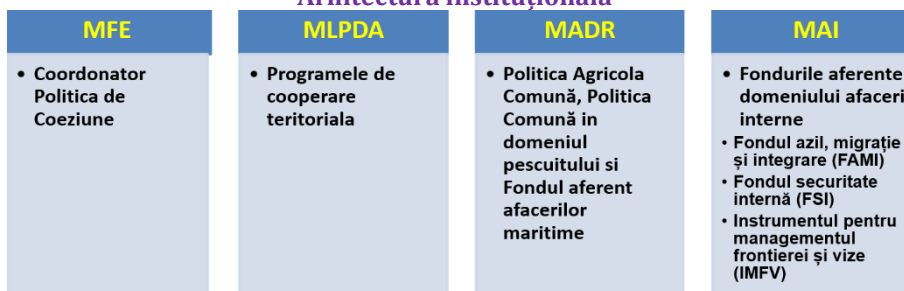 Arhitectura instituțională
MFE
• Coordonator
Politica de
Coeziune
MLPDA
• Programele de
cooperare
teritoriala
MADR
• Politica Agricola
Comună, Politica
Comună in
domeniul
pescuitului si
Fondul aferent
afacerilor
maritime
MAI
• Fondurile aferente
domeniului afaceri
interne
• Fondul azil, migrație
și integrare (FAMI)
• Fondul securitate
internă (FSI)
• Instrumentul pentru
managementul
frontierei și vize
(IMFV)